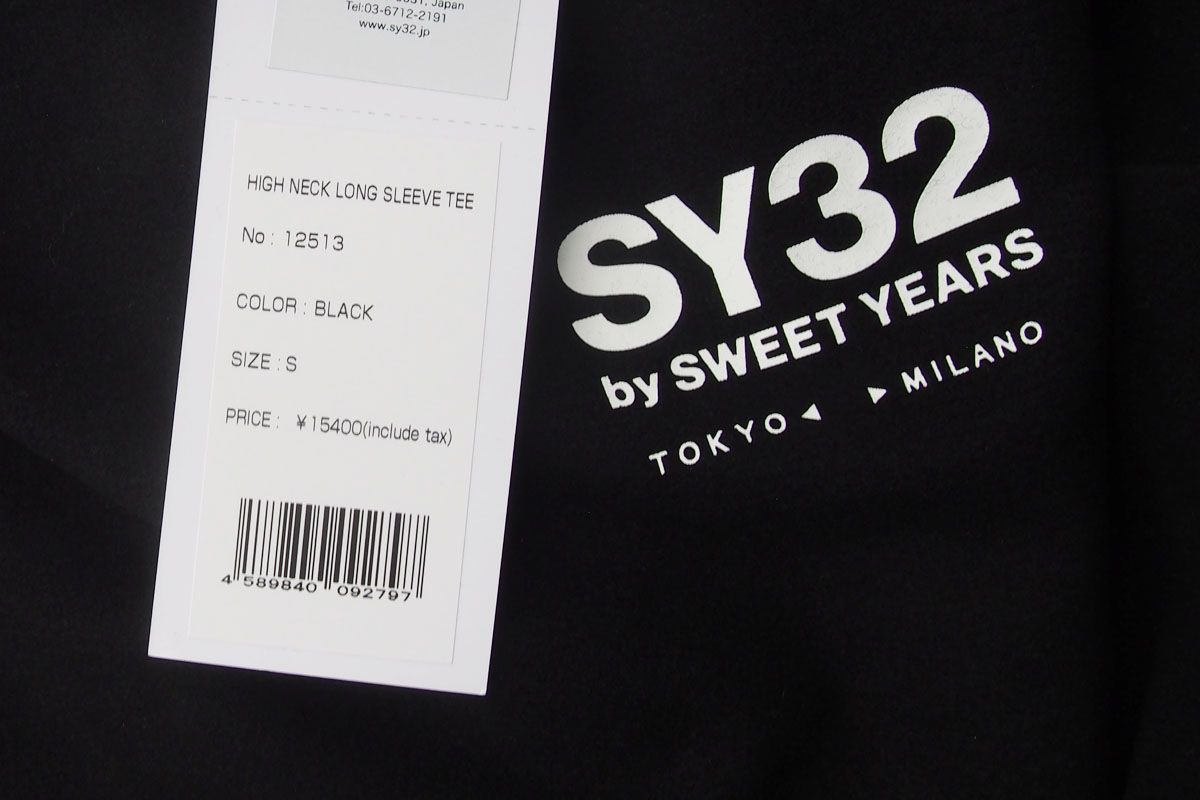 Japan
Tel:03-6712-2191
www.sy32.jp
HIGH NECK LONG SLEEVE TEE
No : 12513
COLOR : BLACK
SIZE : S
PRICE : ¥15400(include tax)
4 589840 092797
SY32
by SWEET YEARS
TOKYO◀ ▶MILANO